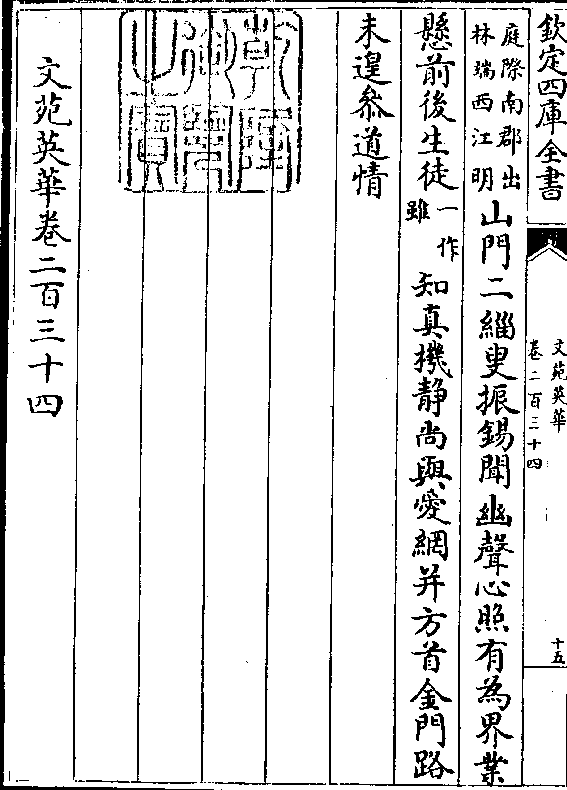 欽定四庫全書
文苑英華
卷二百三十四
十五
庭際南郡出
林瑞西江明
山門二緇叟振錫聞幽聲心照有為界業
懸前後生徒一作雖知真機靜尚與愛網并方首金門路
未遑叅道情
乾隆御覽之寶
文苑英華卷二百三十四